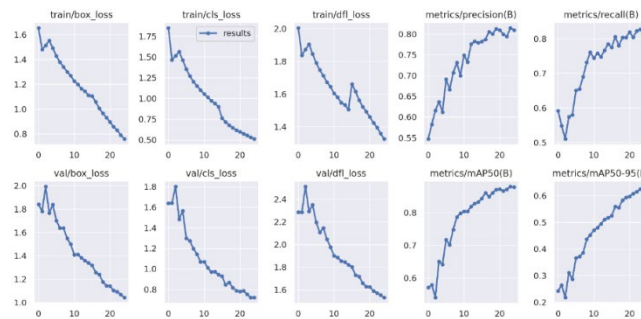 train/box_loss
train/cls_loss
train/dfl_loss
metrics/precision(B)
metrics/recall(B)
1.6
1.4
1.2
1.0
0.8
0 10 20
1.75
1.50
1.25
1.00
0.75
0.50
results
0 10 20
2.0
1.8
1.6
1.4
0 10 20
0.80
0.75
0.70
0.65
0.60
0.55
0 10 20
0.8
0.7
0.6
0.5
0 10 20
val/box_loss
val/cls_loss
val/dfl_loss
metrics/mAP50(B)
metrics/mAP50-95(B)
2.0
1.8
1.6
1.4
1.2
1.0
0 10 20
1.8
1.6
1.4
1.2
1.0
0.8
0 10 20
2.4
2.2
2.0
1.8
1.6
0 10 20
0.8
0.7
0.6
0 10 20
0.6
0.5
0.4
0.3
0.2
0 10 20